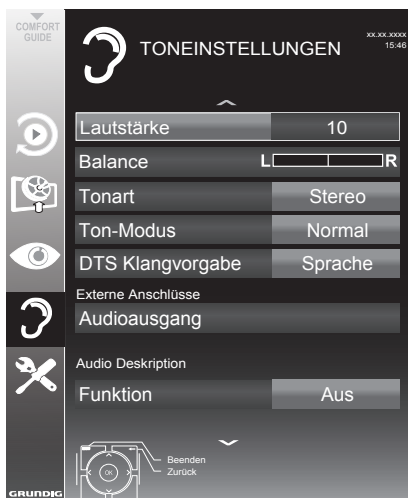 COMFORT
GUIDE
TONEINSTELLUNGEN
xx.xx.xxxx
15:46
Lautstärke 10
Balance L R
Tonart Stereo
Ton-Modus Normal
DTS Klangvorgabe Sprache
Externe Anschlüsse
Audioausgang
Audio Deskription
Funktion Aus
Beenden
Zurück
OK
GRUNDIG